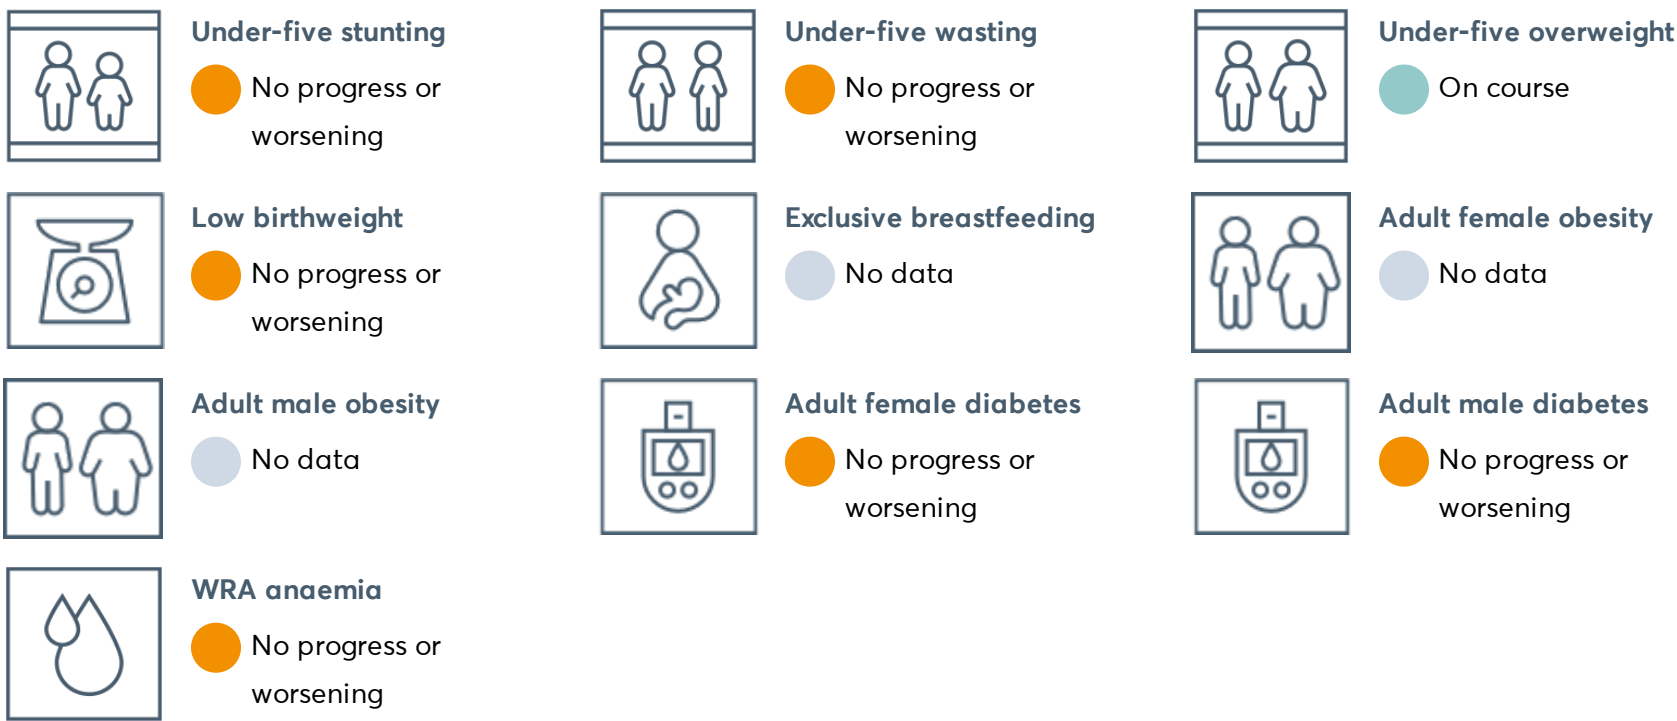 Under-five stunting
No progress or
worsening
Under-five wasting
No progress or
worsening
Under-five overweight
On course
Low birthweight
No progress or
worsening
Exclusive breastfeeding
No data
Adult female obesity
No data
Adult male obesity
No data
Adult female diabetes
No progress or
worsening
Adult male diabetes
No progress or
worsening
WRA anaemia
No progress or
worsening